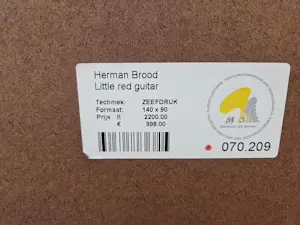 Herman Brood
Little red guitar
Techniek: ZEEFDRUK
Formaat: 140 x 90
Prijs fl 2200.00
€ 998.00
070.209